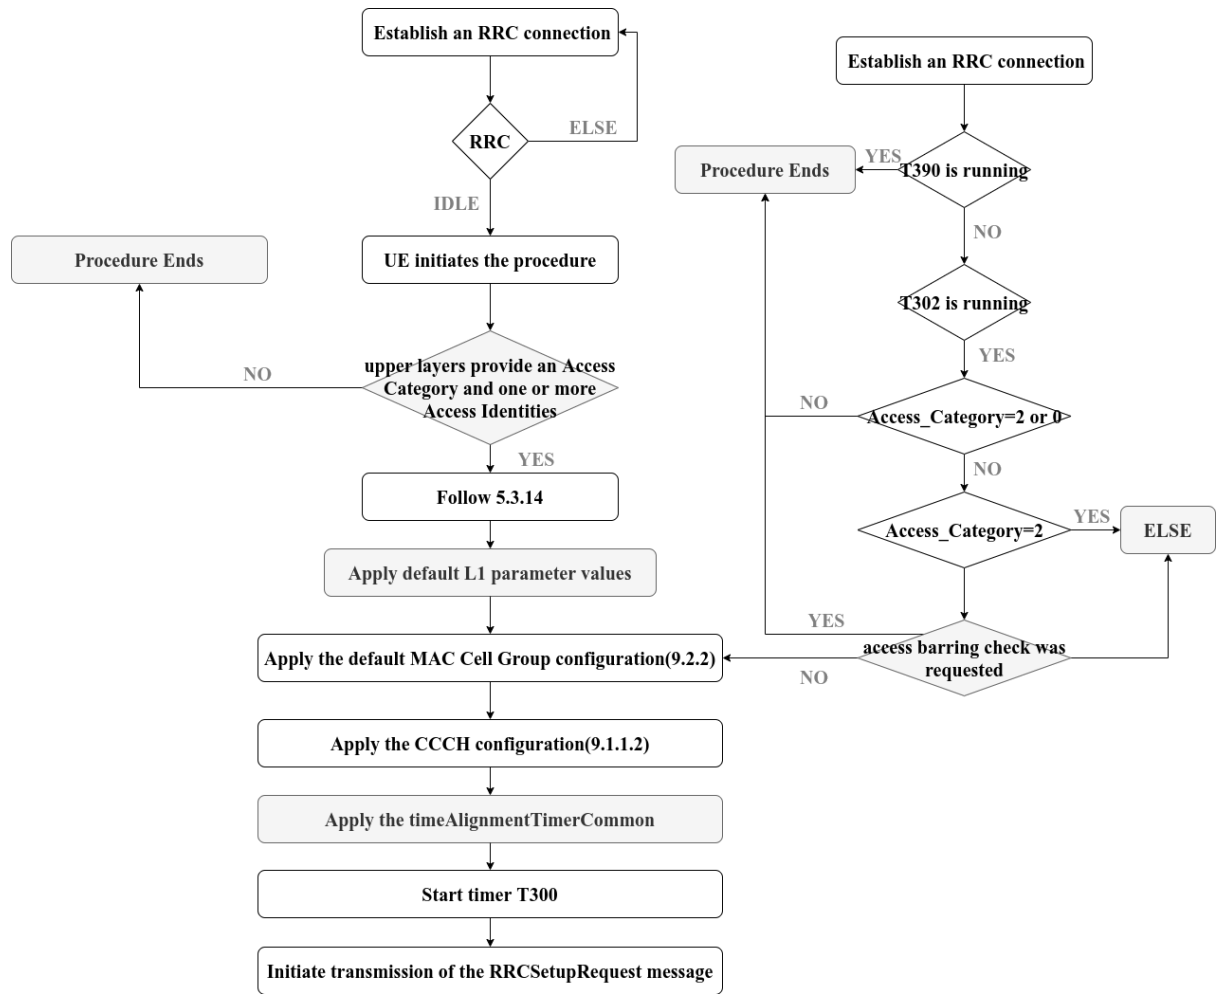 Establish an RRC connection
RRC
ELSE
IDLE
UE initiates the procedure
Procedure Ends
NO
upper layers provide an Access
Category and one or more
Access Identities
YES
Follow 5.3.14
Apply default L1 parameter values
Apply the default MAC Cell Group configuration(9.2.2)
Apply the CCCH configuration(9.1.1.2)
Apply the timeAlignmentTimerCommon
Start timer T300
Initiate transmission of the RRCSetupRequest message
Establish an RRC connection
T390 is running
YES
Procedure Ends
NO
T302 is running
YES
Access_Category=2 or 0
NO
NO
Access_Category=2
YES
ELSE
YES
access barring check was
requested
NO